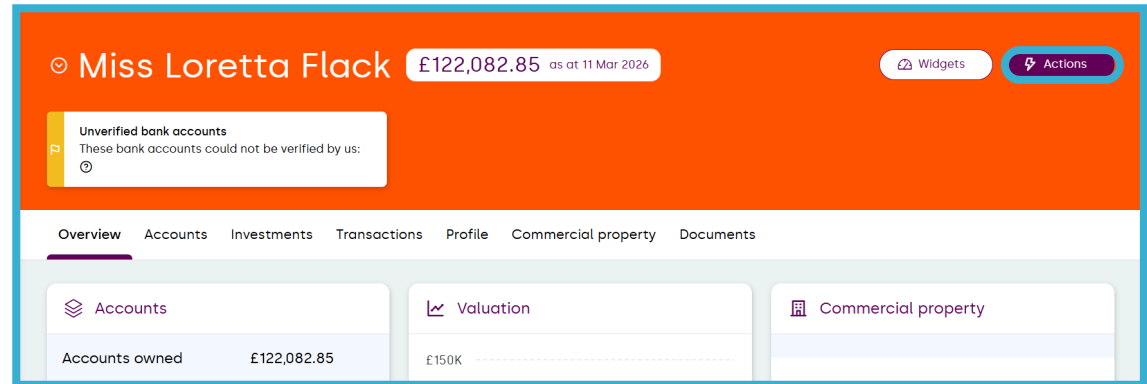 Miss Loretta Flack £122,082.85 as at 11 Mar 2026 Widgets Actions
Unverified bank accounts
These bank accounts could not be verified by us:
Overview Accounts Investments Transactions Profile Commercial property Documents
Accounts Valuation Commercial property
Accounts owned £122,082.85
£150K